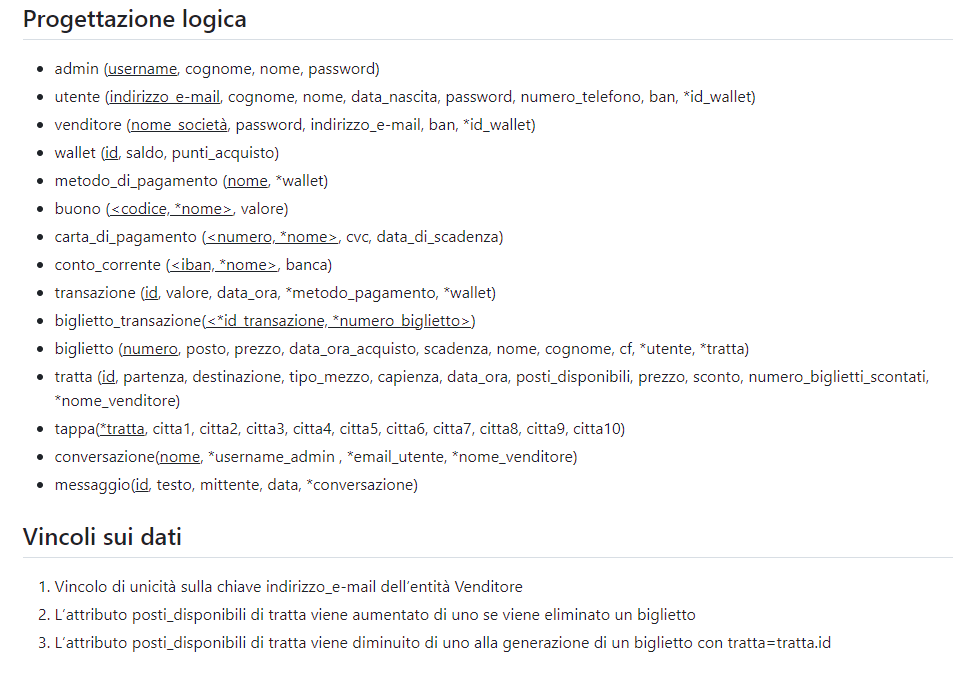 Progettazione logica
• admin (username, cognome, nome, password)
• utente (indirizzo_e-mail, cognome, nome, data_nascita, password, numero_telefono, ban, *id_wallet)
• venditore (nome_società, password, indirizzo_e-mail, ban, *id_wallet)
• wallet (id, saldo, punti_acquisto)
• metodo_di_pagamento (nome, *wallet)
• buono (<codice, *nome>, valore)
• carta_di_pagamento (<numero, *nome>, cvc, data_di_scadenza)
• conto_corrente (<iban, *nome>, banca)
• transazione (id, valore, data_ora, *metodo_pagamento, *wallet)
• biglietto_transazione(<*id_transazione, *numero_biglietto>)
• biglietto (numero, posto, prezzo, data_ora_acquisto, scadenza, nome, cognome, cf, *utente, *tratta)
• tratta (id, partenza, destinazione, tipo_mezzo, capienza, data_ora, posti_disponibili, prezzo, sconto, numero_biglietti_scontati,
*nome_venditore)
• tappa(*tratta, citta1, citta2, citta3, citta4, citta5, citta6, citta7, citta8, citta9, citta10)
• conversazione(nome, *username_admin , *email_utente, *nome_venditore)
• messaggio(id, testo, mittente, data, *conversazione)
Vincoli sui dati
1. Vincolo di unicità sulla chiave indirizzo_e-mail dell'entità Venditore
2. L'attributo posti_disponibili di tratta viene aumentato di uno se viene eliminato un biglietto
3. L'attributo posti_disponibili di tratta viene diminuito di uno alla generazione di un biglietto con tratta=tratta.id